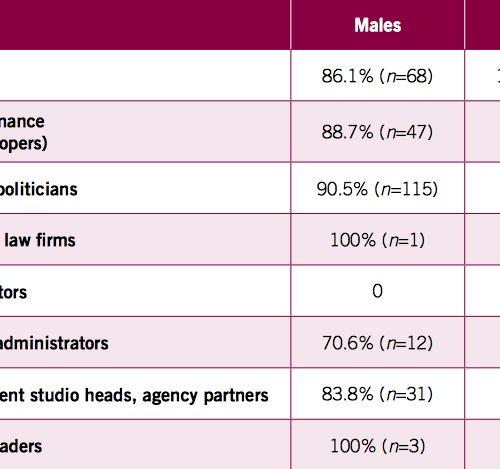 Males
86.1% (n=68)
nance
opers)
88.7% (n=47)
politicians
90.5% (n=115)
law firms
100% (n=1)
tors
0
administrators
70.6% (n=12)
ent studio heads, agency partners
83.8% (n=31)
aders
100% (n=3)